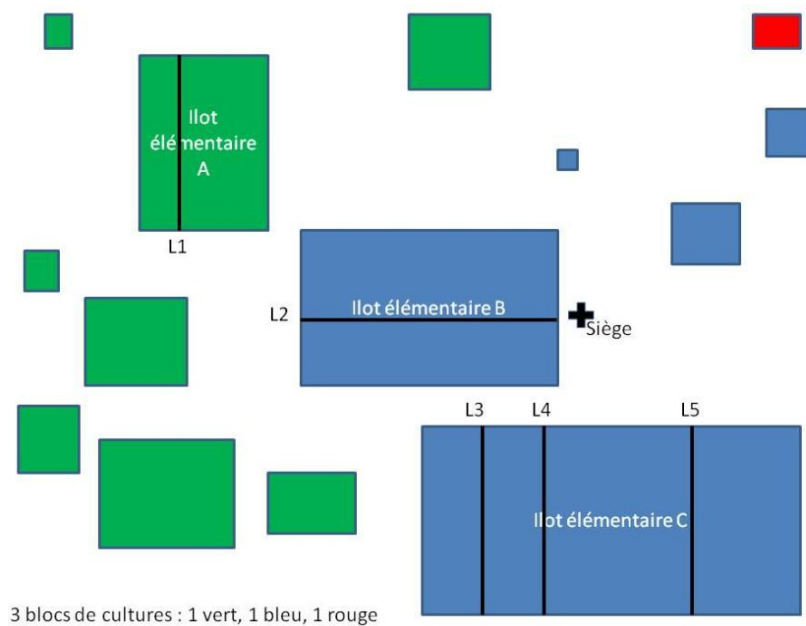 Ilot
élémentaire
A
L1
L2
Ilot élémentaire B
Siège
L3
L4
L5
Ilot élémentaire C
3 blocs de cultures : 1 vert, 1 bleu, 1 rouge